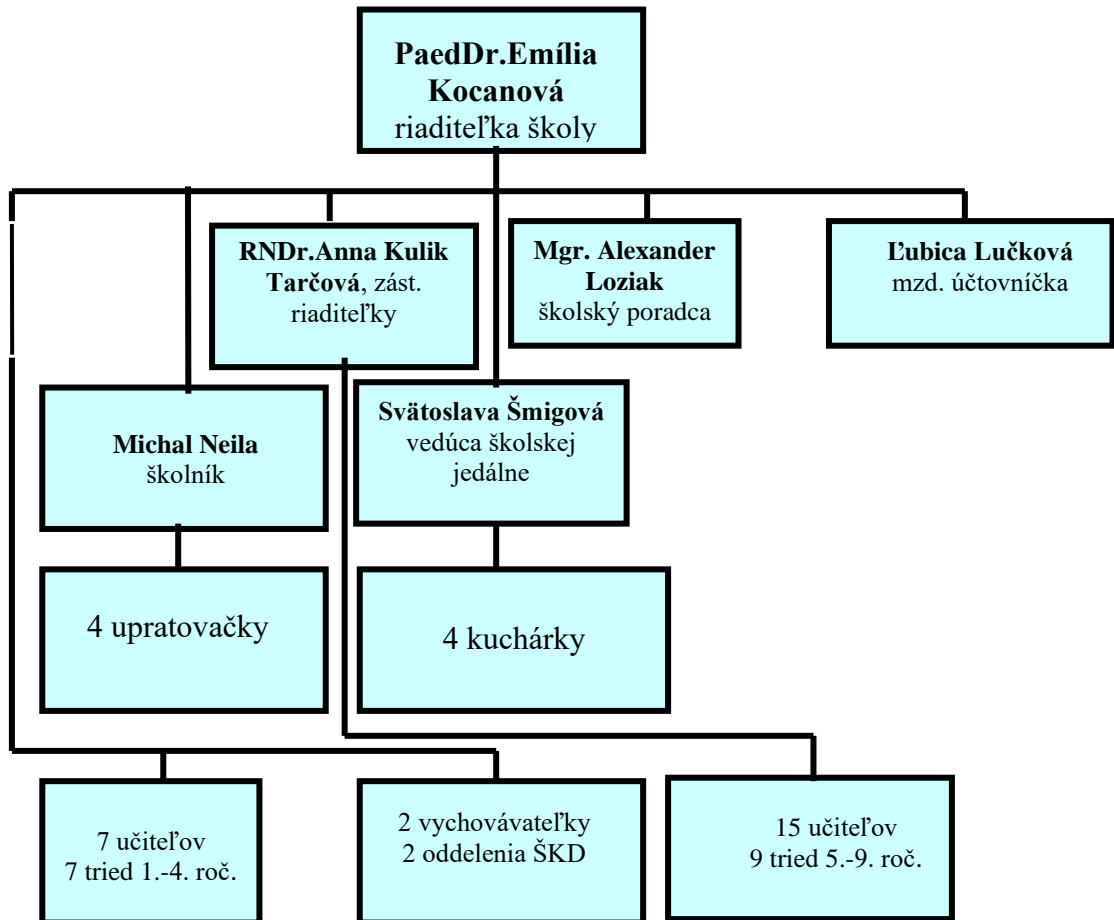 PaedDr.Emília
Kocanová
riaditeľka školy
RNDr.Anna Kulik
Tarčová, zást.
riaditeľky
Mgr. Alexander
Loziak
školský poradca
Ľubica Lučková
mzd. účtovníčka
Michal Neila
školník
Svätoslava Šmigová
vedúca školskej
jedálne
4 upratovačky
4 kuchárky
7 učiteľov
7 tried 1.-4. roč.
2 vychovávateľky
2 oddelenia ŠKD
15 učiteľov
9 tried 5.-9. roč.